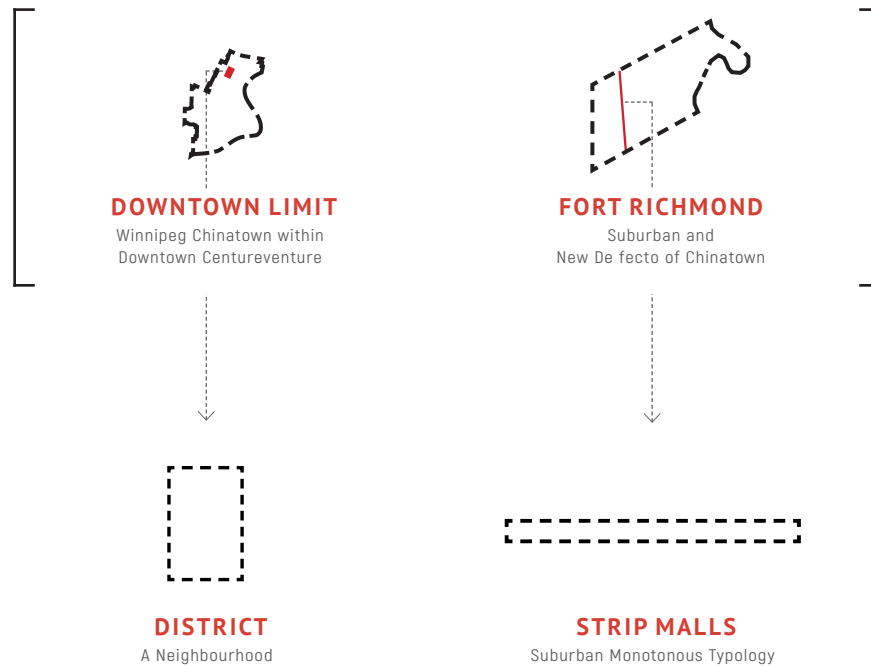 DOWNTOWN LIMIT
Winnipeg Chinatown within
Downtown Centureventure
FORT RICHMOND
Suburban and
New De fecto of Chinatown
DISTRICT
A Neighbourhood
STRIP MALLS
Suburban Monotonous Typology